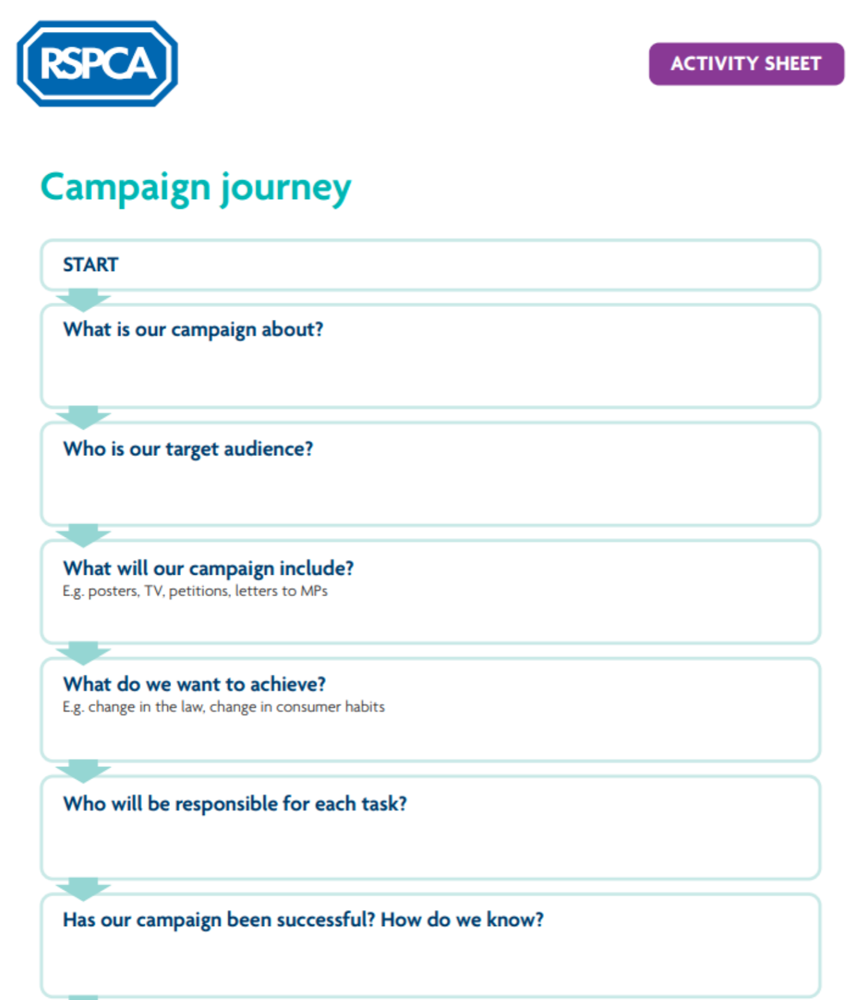 RSPCA
ACTIVITY SHEET
Campaign journey
START
What is our campaign about?
Who is our target audience?
What will our campaign include?
E.g. posters, TV, petitions, letters to MPs
What do we want to achieve?
E.g. change in the law, change in consumer habits
Who will be responsible for each task?
Has our campaign been successful? How do we know?